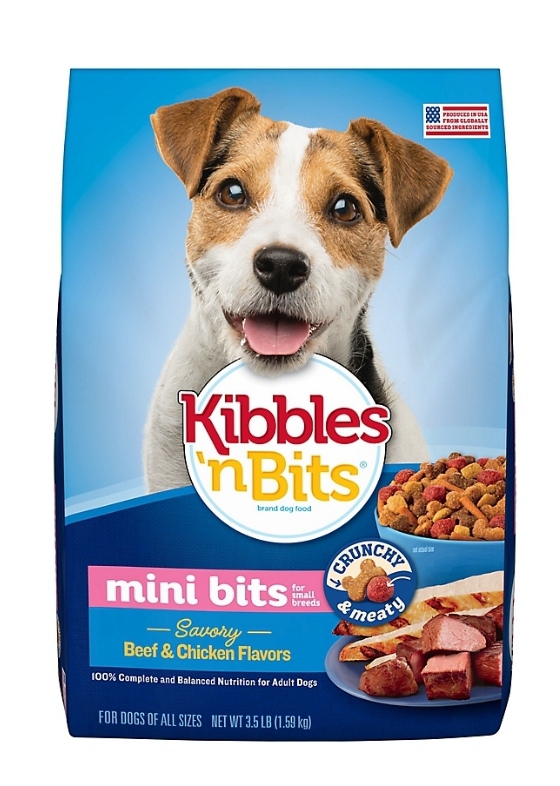 PRODUCED IN USA
FROM GLOBALLY
SOURCED INGREDIENTS
Kibbles
'n Bits®
brand dog food
CRUNCHY
& meaty
mini bits
for
small
breeds
Savory
Beef & Chicken Flavors
100% Complete and Balanced Nutrition for Adult Dogs
FOR DOGS OF ALL SIZES NET WT 3.5 LB (1.59 kg)